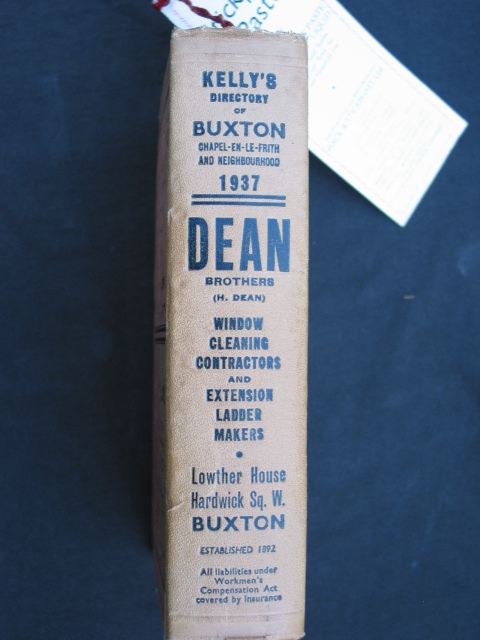 KELLY'S
DIRECTORY
OF
BUXTON
CHAPEL-EN-LE-FRITH
AND NEIGHBOURHOOD
1937
DEAN
BROTHERS
(H. DEAN)
WINDOW
CLEANING
CONTRACTORS
AND
EXTENSION
LADDER
MAKERS
Lowther House
Hardwick Sq. W.
BUXTON
ESTABLISHED 1892
All liabilities under
Workmen's
Compensation Act
covered by Insurance